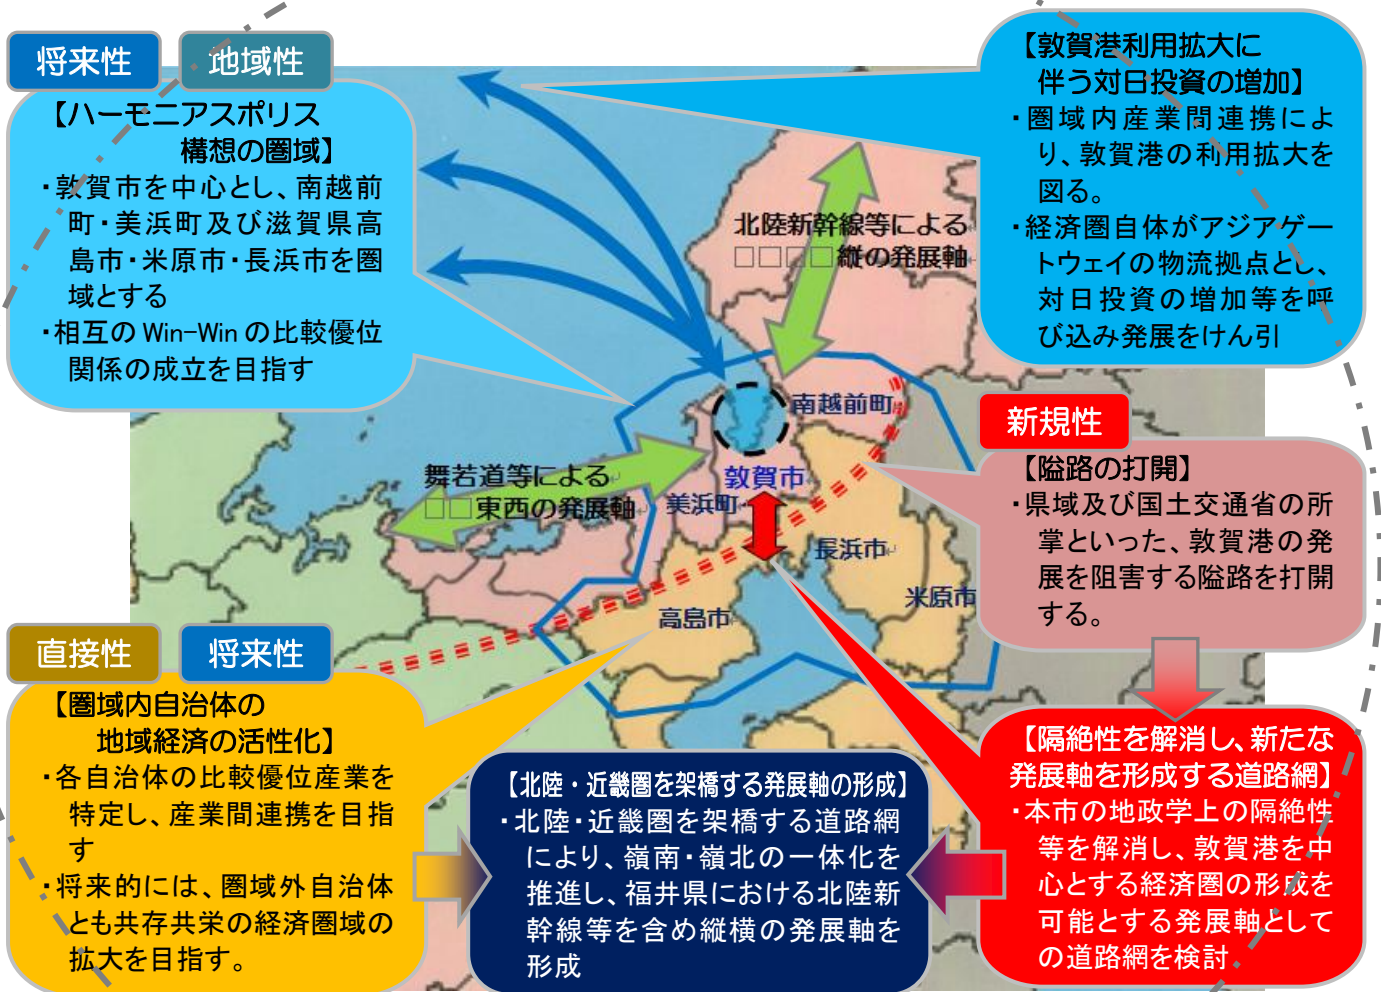 将来性
地域性
【ハーモニアスポリス
構想の圏域】
・敦賀市を中心とし、南越前
町・美浜町及び滋賀県高
島市・米原市・長浜市を圏
域とする
・相互の Win-Win の比較優位
関係の成立を目指す
【敦賀港利用拡大に
伴う対日投資の増加】
・圏域内産業間連携によ
り、敦賀港の利用拡大を
図る。
・経済圏自体がアジアゲー
トウェイの物流拠点とし、
対日投資の増加等を呼
び込み発展をけん引
北陸新幹線等による
□□□□縦の発展軸
南越前町
舞若道等による
□□東西の発展軸
敦賀市
美浜町
長浜市
米原市
高島市
新規性
【隘路の打開】
・県域及び国土交通省の所
掌といった、敦賀港の発
展を阻害する隘路を打開
する。
直接性
将来性
【圏域内自治体の
地域経済の活性化】
・各自治体の比較優位産業を
特定し、産業間連携を目指
す
・将来的には、圏域外自治体
とも共存共栄の経済圏域の
拡大を目指す。
【北陸・近畿圏を架橋する発展軸の形成】
・北陸・近畿圏を架橋する道路網
により、嶺南・嶺北の一体化を
推進し、福井県における北陸新
幹線等を含め縦横の発展軸を
形成
【隔絶性を解消し、新たな
発展軸を形成する道路網】
・本市の地政学上の隔絶性
等を解消し、敦賀港を中
心とする経済圏の形成を
可能とする発展軸として
の道路網を検討